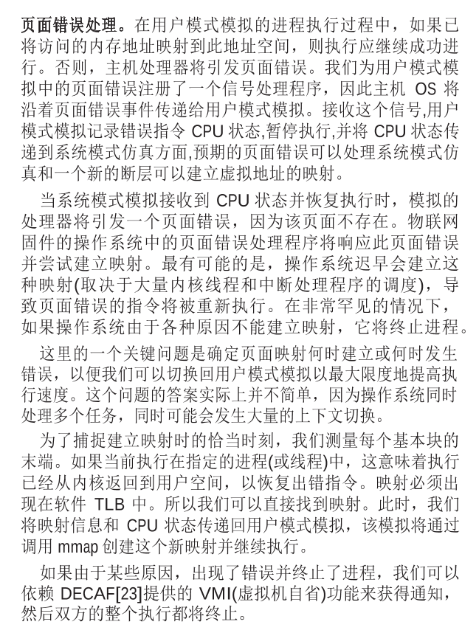 页面错误处理。在用户模式模拟的进程执行过程中，如果已
将访问的内存地址映射到此地址空间，则执行应继续成功进
行。否则，主机处理器将引发页面错误。我们为用户模式模
拟中的页面错误注册了一个信号处理程序，因此主机 OS 将
沿着页面错误事件传递给用户模式模拟。接收这个信号,用户
模式模拟记录错误指令 CPU 状态,暂停执行,并将 CPU 状态传
递到系统模式仿真方面,预期的页面错误可以处理系统模式仿
真和一个新的断层可以建立虚拟地址的映射。
当系统模式模拟接收到 CPU 状态并恢复执行时，模拟的
处理器将引发一个页面错误，因为该页面不存在。物联网
固件的操作系统中的页面错误处理程序将响应此页面错误
并尝试建立映射。最有可能的是，操作系统迟早会建立这
种映射(取决于大量内核线程和中断处理程序的调度)，导
致页面错误的指令将被重新执行。在非常罕见的情况下，
如果操作系统由于各种原因不能建立映射，它将终止进程。
这里的一个关键问题是确定页面映射何时建立或何时发生
错误，以便我们可以切换回用户模式模拟以最大限度地提高执
行速度。这个问题的答案实际上并不简单，因为操作系统同时
处理多个任务，同时可能会发生大量的上下文切换。
为了捕捉建立映射时的恰当时刻，我们测量每个基本块的
末端。如果当前执行在指定的进程(或线程)中，这意味着执行
已经从内核返回到用户空间，以恢复出错指令。映射必须出
现在软件 TLB 中。所以我们可以直接找到映射。此时，我们
将映射信息和 CPU 状态传递回用户模式模拟，该模拟将通过
调用 mmap 创建这个新映射并继续执行。
如果由于某些原因，出现了错误并终止了进程，我们可以
依赖 DECAF[23]提供的 VMI(虚拟机自省)功能来获得通知，
然后双方的整个执行都将终止。